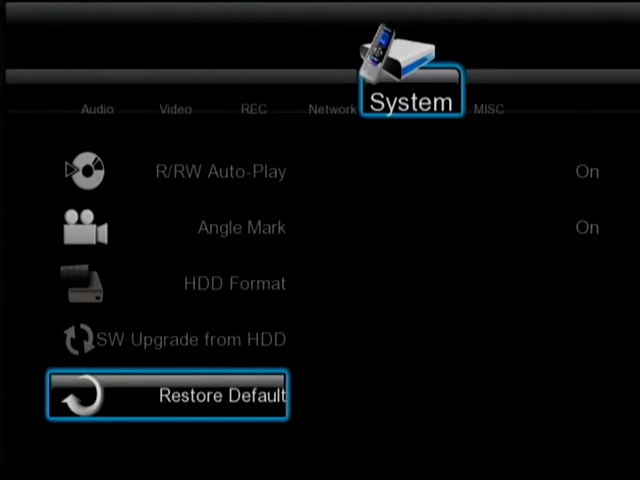 Audio Video REC Network System MISC
R/RW Auto-Play On
Angle Mark On
HDD Format
SW Upgrade from HDD
Restore Default